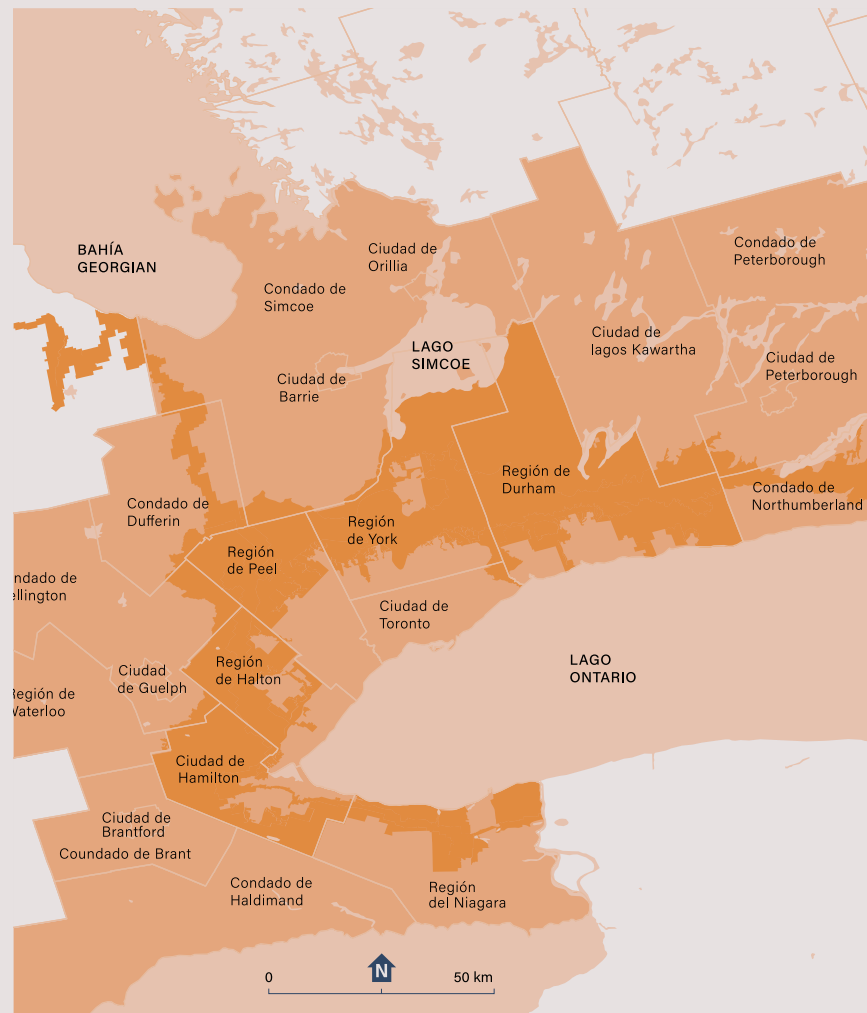 BAHÍA
GEORGIAN
Ciudad de
Orillia
Condado de
Simcoe
Condado de
Peterborough
LAGO
SIMCOE
Ciudad de
lagos Kawartha
Ciudad de
Barrie
Ciudad de
Peterborough
Región de
Durham
Condado de
Northumberland
Condado de
Dufferin
Región
de York
Región
de Peel
ndado de
ellington
Ciudad de
Toronto
Ciudad
de Guelph
Región
de Halton
LAGO
ONTARIO
Región de
Waterloo
Ciudad de
Hamilton
Ciudad de
Brantford
Coundado de Brant
Condado de
Haldimand
Región
del Niagara
N
0
50 km